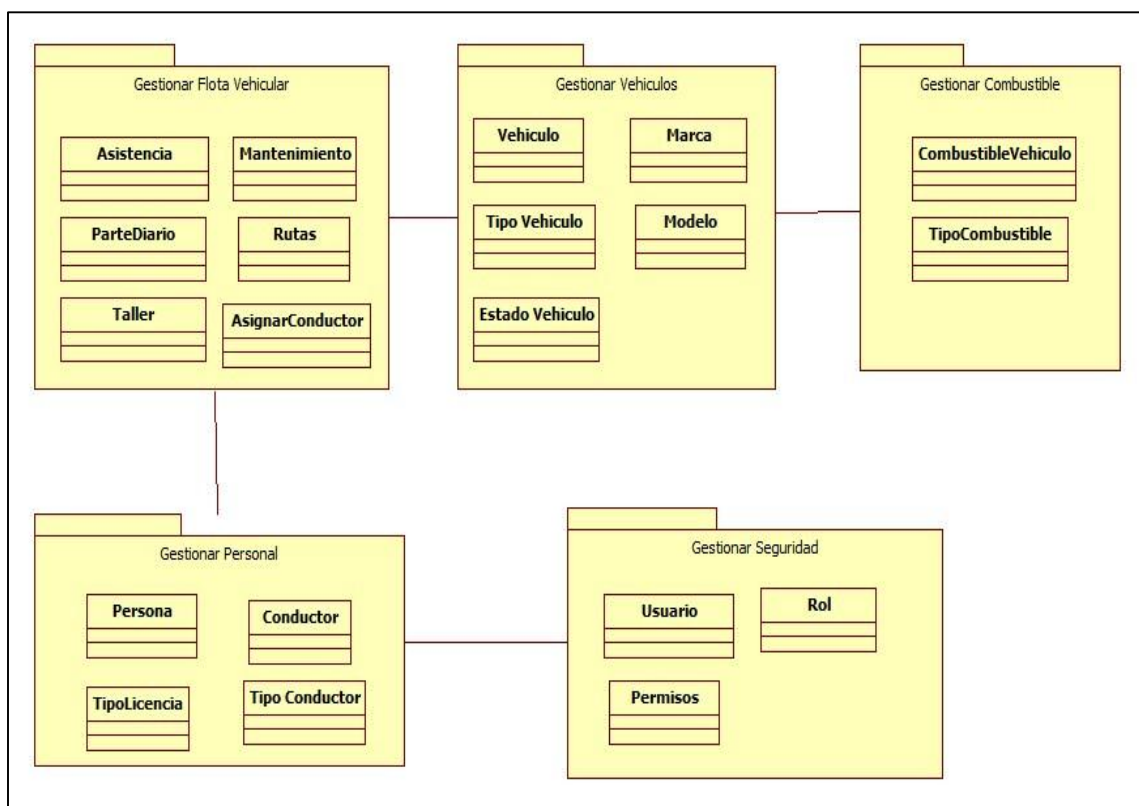 Gestionar Flota Vehicular
Asistencia
Mantenimiento
ParteDiario
Rutas
Taller
AsignarConductor
Gestionar Vehiculos
Vehiculo
Marca
Tipo Vehiculo
Modelo
Estado Vehiculo
Gestionar Combustible
CombustibleVehiculo
TipoCombustible
Gestionar Personal
Persona
Conductor
TipoLicencia
Tipo Conductor
Gestionar Seguridad
Usuario
Rol
Permisos